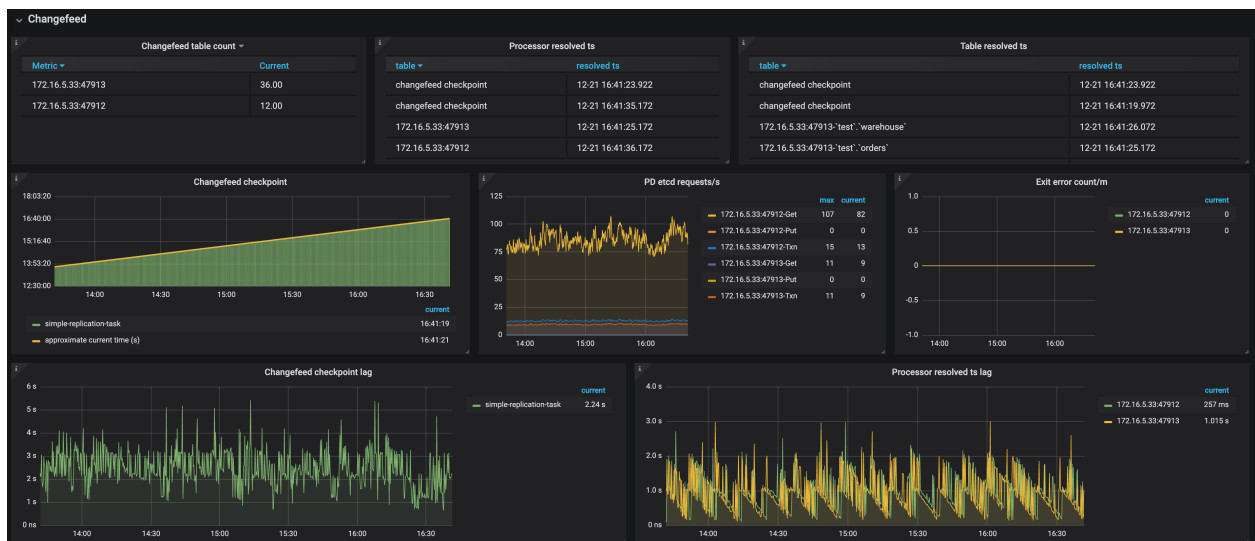 Changefeed
Changefeed table count
Metric Current
172.16.5.33:47913 36.00
172.16.5.33:47912 12.00
Processor resolved ts
table resolved ts
changefeed checkpoint 12-21 16:41:23.922
changefeed checkpoint 12-21 16:41:35.172
172.16.5.33:47913 12-21 16:41:25.172
172.16.5.33:47912 12-21 16:41:36.172
Table resolved ts
table resolved ts
changefeed checkpoint 12-21 16:41:23.922
changefeed checkpoint 12-21 16:41:19.972
172.16.5.33:47913-`test`.`warehouse` 12-21 16:41:26.072
172.16.5.33:47913-`test`.`orders` 12-21 16:41:25.172
Changefeed checkpoint
18:03:20
16:40:00
15:16:40
13:53:20
12:30:00
14:00 14:30 15:00 15:30 16:00 16:30
current
simple-replication-task 16:41:19
approximate current time (s) 16:41:21
PD etcd requests/s
125
100
75
50
25
0
14:00 15:00 16:00
max current
172.16.5.33:47912-Get 107 82
172.16.5.33:47912-Put 0 0
172.16.5.33:47912-Txn 15 13
172.16.5.33:47913-Get 11 9
172.16.5.33:47913-Put 0 0
172.16.5.33:47913-Txn 11 9
Exit error count/m
1.0
0.5
0
-0.5
-1.0
14:00 15:00 16:00
current
172.16.5.33:47912 0
172.16.5.33:47913 0
Changefeed checkpoint lag
6 s
5 s
4 s
3 s
2 s
1 s
0 ns
14:00 14:30 15:00 15:30 16:00 16:30
current
simple-replication-task 2.24 s
Processor resolved ts lag
4.0 s
3.0 s
2.0 s
1.0 s
0 ns
14:00 14:30 15:00 15:30 16:00 16:30
current
172.16.5.33:47912 257 ms
172.16.5.33:47913 1.015 s